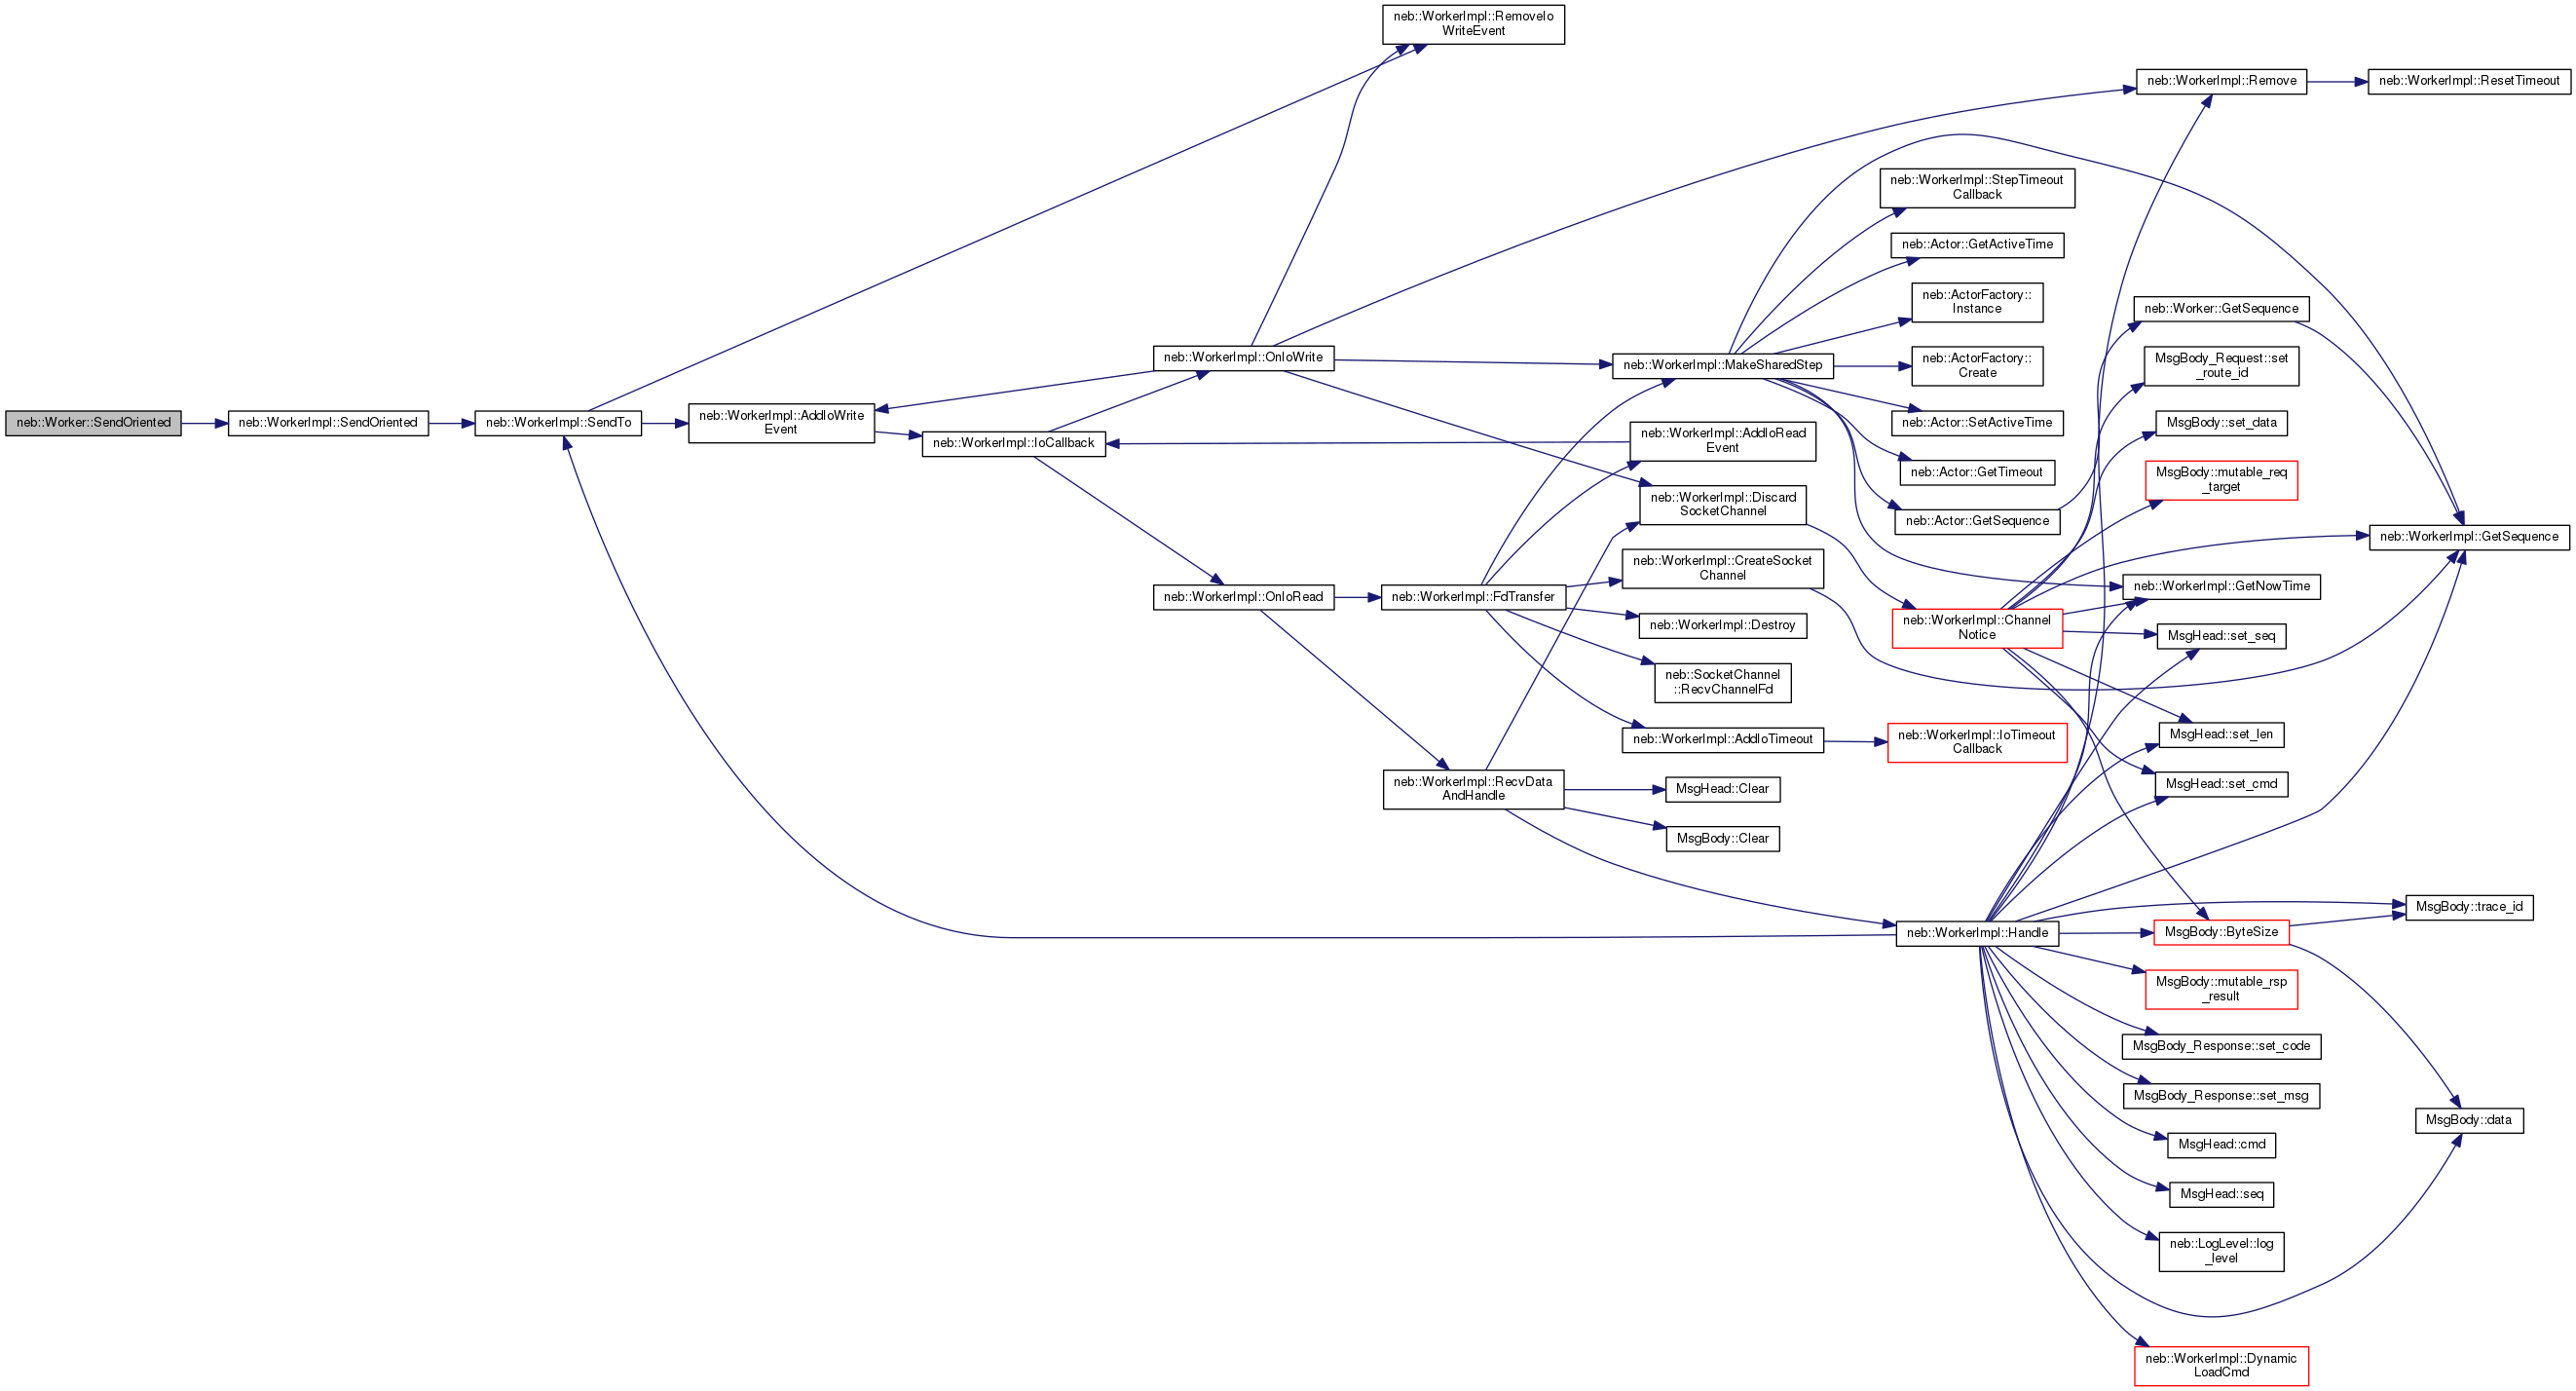 neb::Worker::SendOriented
neb::WorkerImpl::SendOriented
neb::WorkerImpl::SendTo
neb::WorkerImpl::RemoveIo
WriteEvent
neb::WorkerImpl::AddIoWrite
Event
neb::WorkerImpl::IoCallback
neb::WorkerImpl::OnIoWrite
neb::WorkerImpl::OnIoRead
neb::WorkerImpl::FdTransfer
neb::WorkerImpl::RecvData
AndHandle
neb::WorkerImpl::MakeSharedStep
neb::WorkerImpl::AddIoRead
Event
neb::WorkerImpl::Discard
SocketChannel
neb::WorkerImpl::CreateSocket
Channel
neb::WorkerImpl::Destroy
neb::SocketChannel
::RecvChannelFd
neb::WorkerImpl::AddIoTimeout
MsgHead::Clear
MsgBody::Clear
neb::WorkerImpl::StepTimeout
Callback
neb::Actor::GetActiveTime
neb::ActorFactory::
Instance
neb::ActorFactory::
Create
neb::Actor::SetActiveTime
neb::Actor::GetTimeout
neb::Actor::GetSequence
neb::WorkerImpl::Channel
Notice
neb::WorkerImpl::IoTimeout
Callback
neb::WorkerImpl::Handle
neb::WorkerImpl::Remove
neb::WorkerImpl::ResetTimeout
neb::Worker::GetSequence
MsgBody_Request::set
_route_id
MsgBody::set_data
MsgBody::mutable_req
_target
neb::WorkerImpl::GetSequence
neb::WorkerImpl::GetNowTime
MsgHead::set_seq
MsgHead::set_len
MsgHead::set_cmd
MsgBody::trace_id
MsgBody::ByteSize
MsgBody::mutable_rsp
_result
MsgBody_Response::set_code
MsgBody_Response::set_msg
MsgBody::data
MsgHead::cmd
MsgHead::seq
neb::LogLevel::log
_level
neb::WorkerImpl::Dynamic
LoadCmd